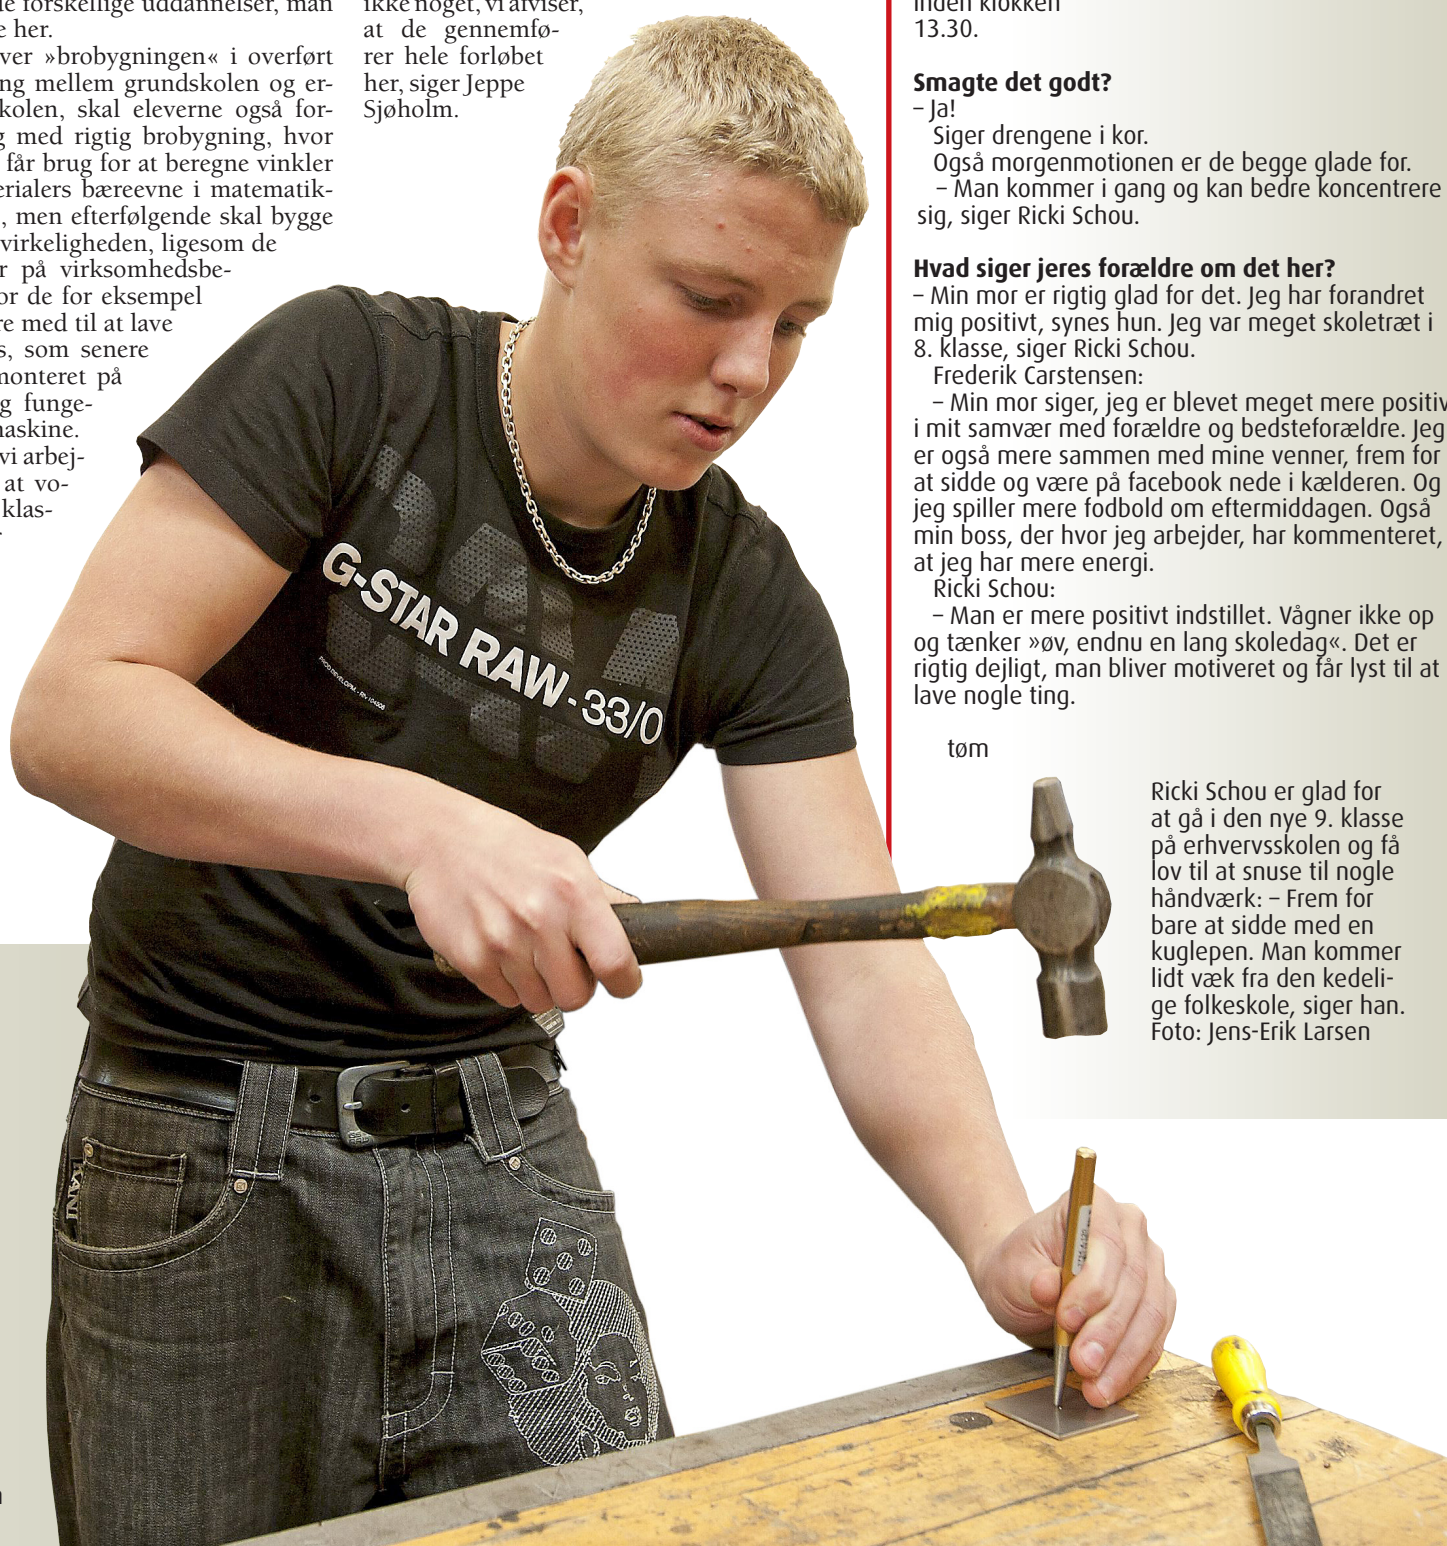 le forskellige uddannelser, man
e her.
ver »brobygningen« i overført
ng mellem grundskolen og er-
kolen, skal eleverne også for-
g med rigtig brobygning, hvor
får brug for at beregne vinkler
erialers bæreevne i matematik-
, men efterfølgende skal bygge
virkeligheden, ligesom de
r på virksomhedsbe-
or de for eksempel
re med til at lave
s, som senere
monteret på
g funge-
maskine.
vi arbej-
at vo-
klas-
ikke noget, vi afviser,
at de gennemfø-
rer hele forløbet
her, siger Jeppe
Sjøholm.
inden klokken
13.30.
Smagte det godt?
– Ja!
Siger drengene i kor.
Også morgenmotionen er de begge glade for.
– Man kommer i gang og kan bedre koncentrere
sig, siger Ricki Schou.
Hvad siger jeres forældre om det her?
– Min mor er rigtig glad for det. Jeg har forandret
mig positivt, synes hun. Jeg var meget skoletræt i
8. klasse, siger Ricki Schou.
Frederik Carstensen:
– Min mor siger, jeg er blevet meget mere positiv
i mit samvær med forældre og bedsteforældre. Jeg
er også mere sammen med mine venner, frem for
at sidde og være på facebook nede i kælderen. Og
jeg spiller mere fodbold om eftermiddagen. Også
min boss, der hvor jeg arbejder, har kommenteret,
at jeg har mere energi.
Ricki Schou:
– Man er mere positivt indstillet. Vågner ikke op
og tænker »øv, endnu en lang skoledag«. Det er
rigtig dejligt, man bliver motiveret og får lyst til at
lave nogle ting.
tøm
Ricki Schou er glad for
at gå i den nye 9. klasse
på erhvervsskolen og få
lov til at snuse til nogle
håndværk: – Frem for
bare at sidde med en
kuglepen. Man kommer
lidt væk fra den kedeli-
ge folkeskole, siger han.
Foto: Jens-Erik Larsen
RAW
G-STAR RAW - 33/0
KANI